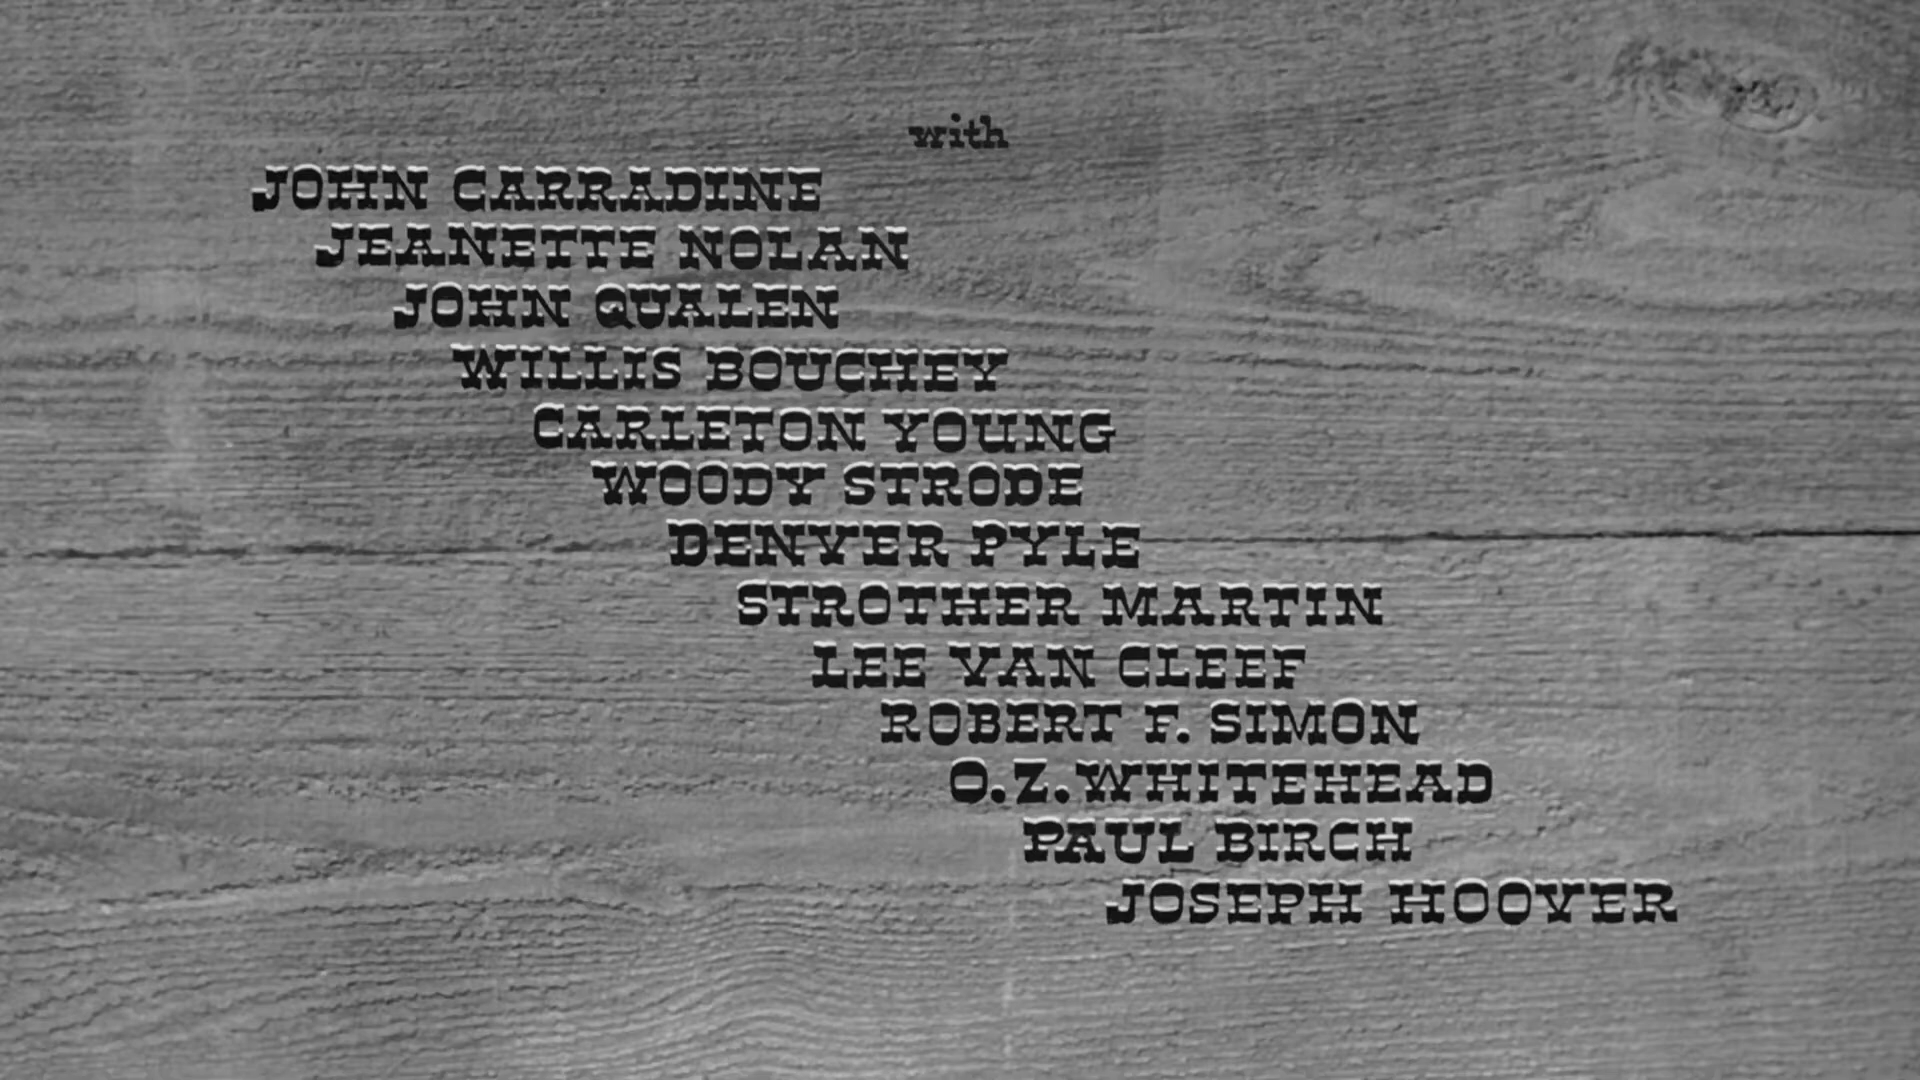 with
JOHN CARRADINE
JEANETTE NOLAN
JOHN QUALEN
WILLIS BOUCHEY
CARLETON YOUNG
WOODY STRODE
DENVER PYLE
STROTHER MARTIN
LEE VAN CLEEF
ROBERT F. SIMON
O.Z. WHITEHEAD
PAUL BIRCH
JOSEPH HOOVER